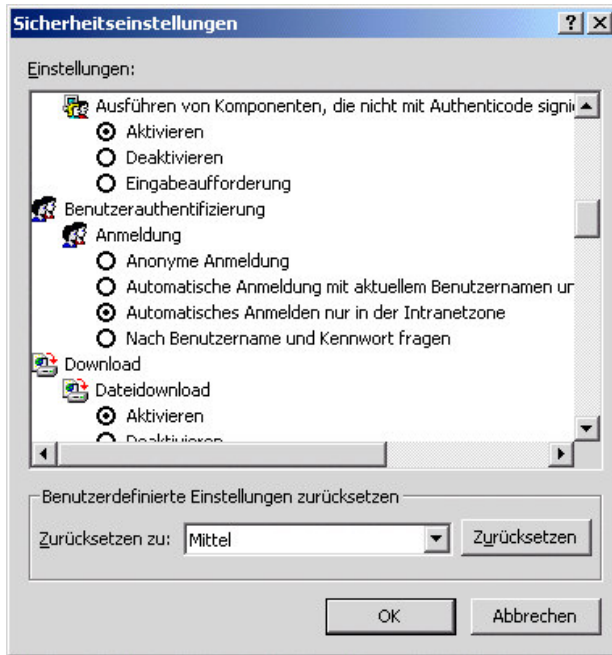 Sicherheitseinstellungen
Einstellungen:
Ausführen von Komponenten, die nicht mit Authenticode
Aktivieren
Deaktivieren
Eingabeaufforderung
Benutzerauthentifizierung
Anmeldung
Anonyme Anmeldung
Automatische Anmeldung mit aktuellem Benutzernamen
Automatisches Anmelden nur in der Intranetzone
Nach Benutzername und Kennwort fragen
Download
Dateidownload
Aktivieren
Deaktivieren
Benutzerdefinierte Einstellungen zurücksetzen
Zurücksetzen zu: Mittel Zurücksetzen
OK Abbrechen